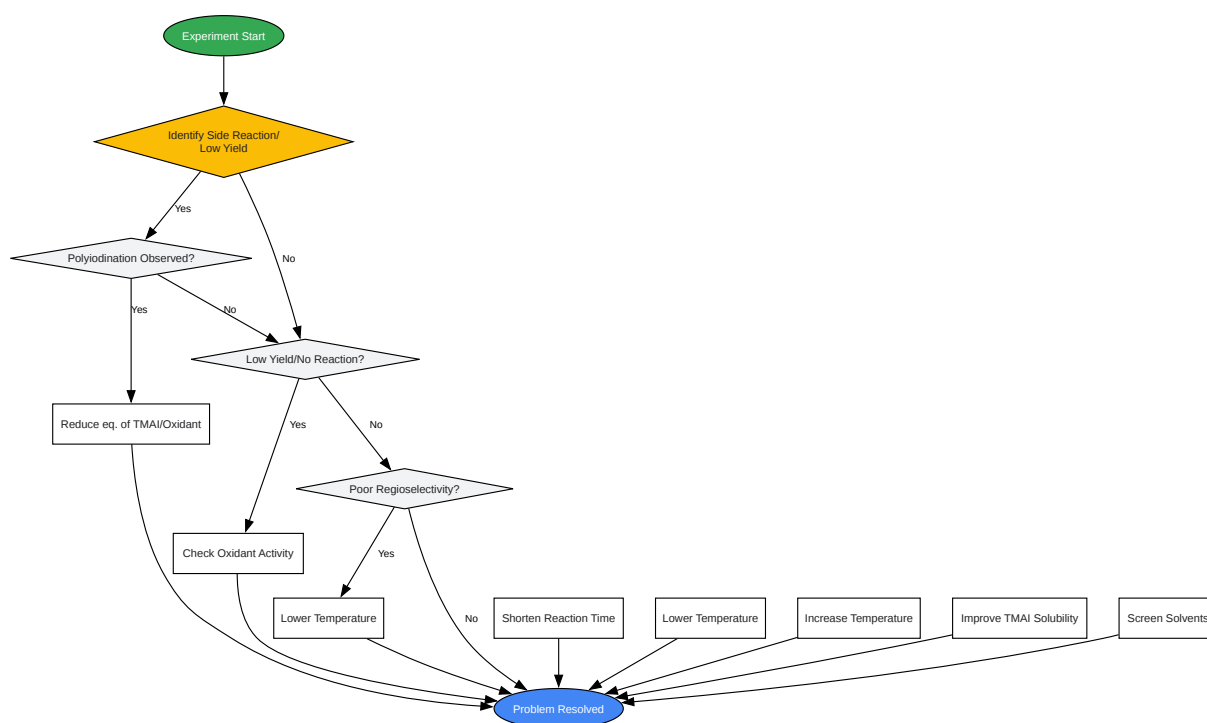 Experiment Start
Identify Side Reaction/
Low Yield
Yes
Polyiodination Observed?
No
Yes
No
Low Yield/No Reaction?
Reduce eq. of TMAI/Oxidant
Yes
No
Poor Regioselectivity?
Check Oxidant Activity
Yes
Lower Temperature
No
Shorten Reaction Time
Lower Temperature
Increase Temperature
Improve TMAI Solubility
Screen Solvents
Problem Resolved